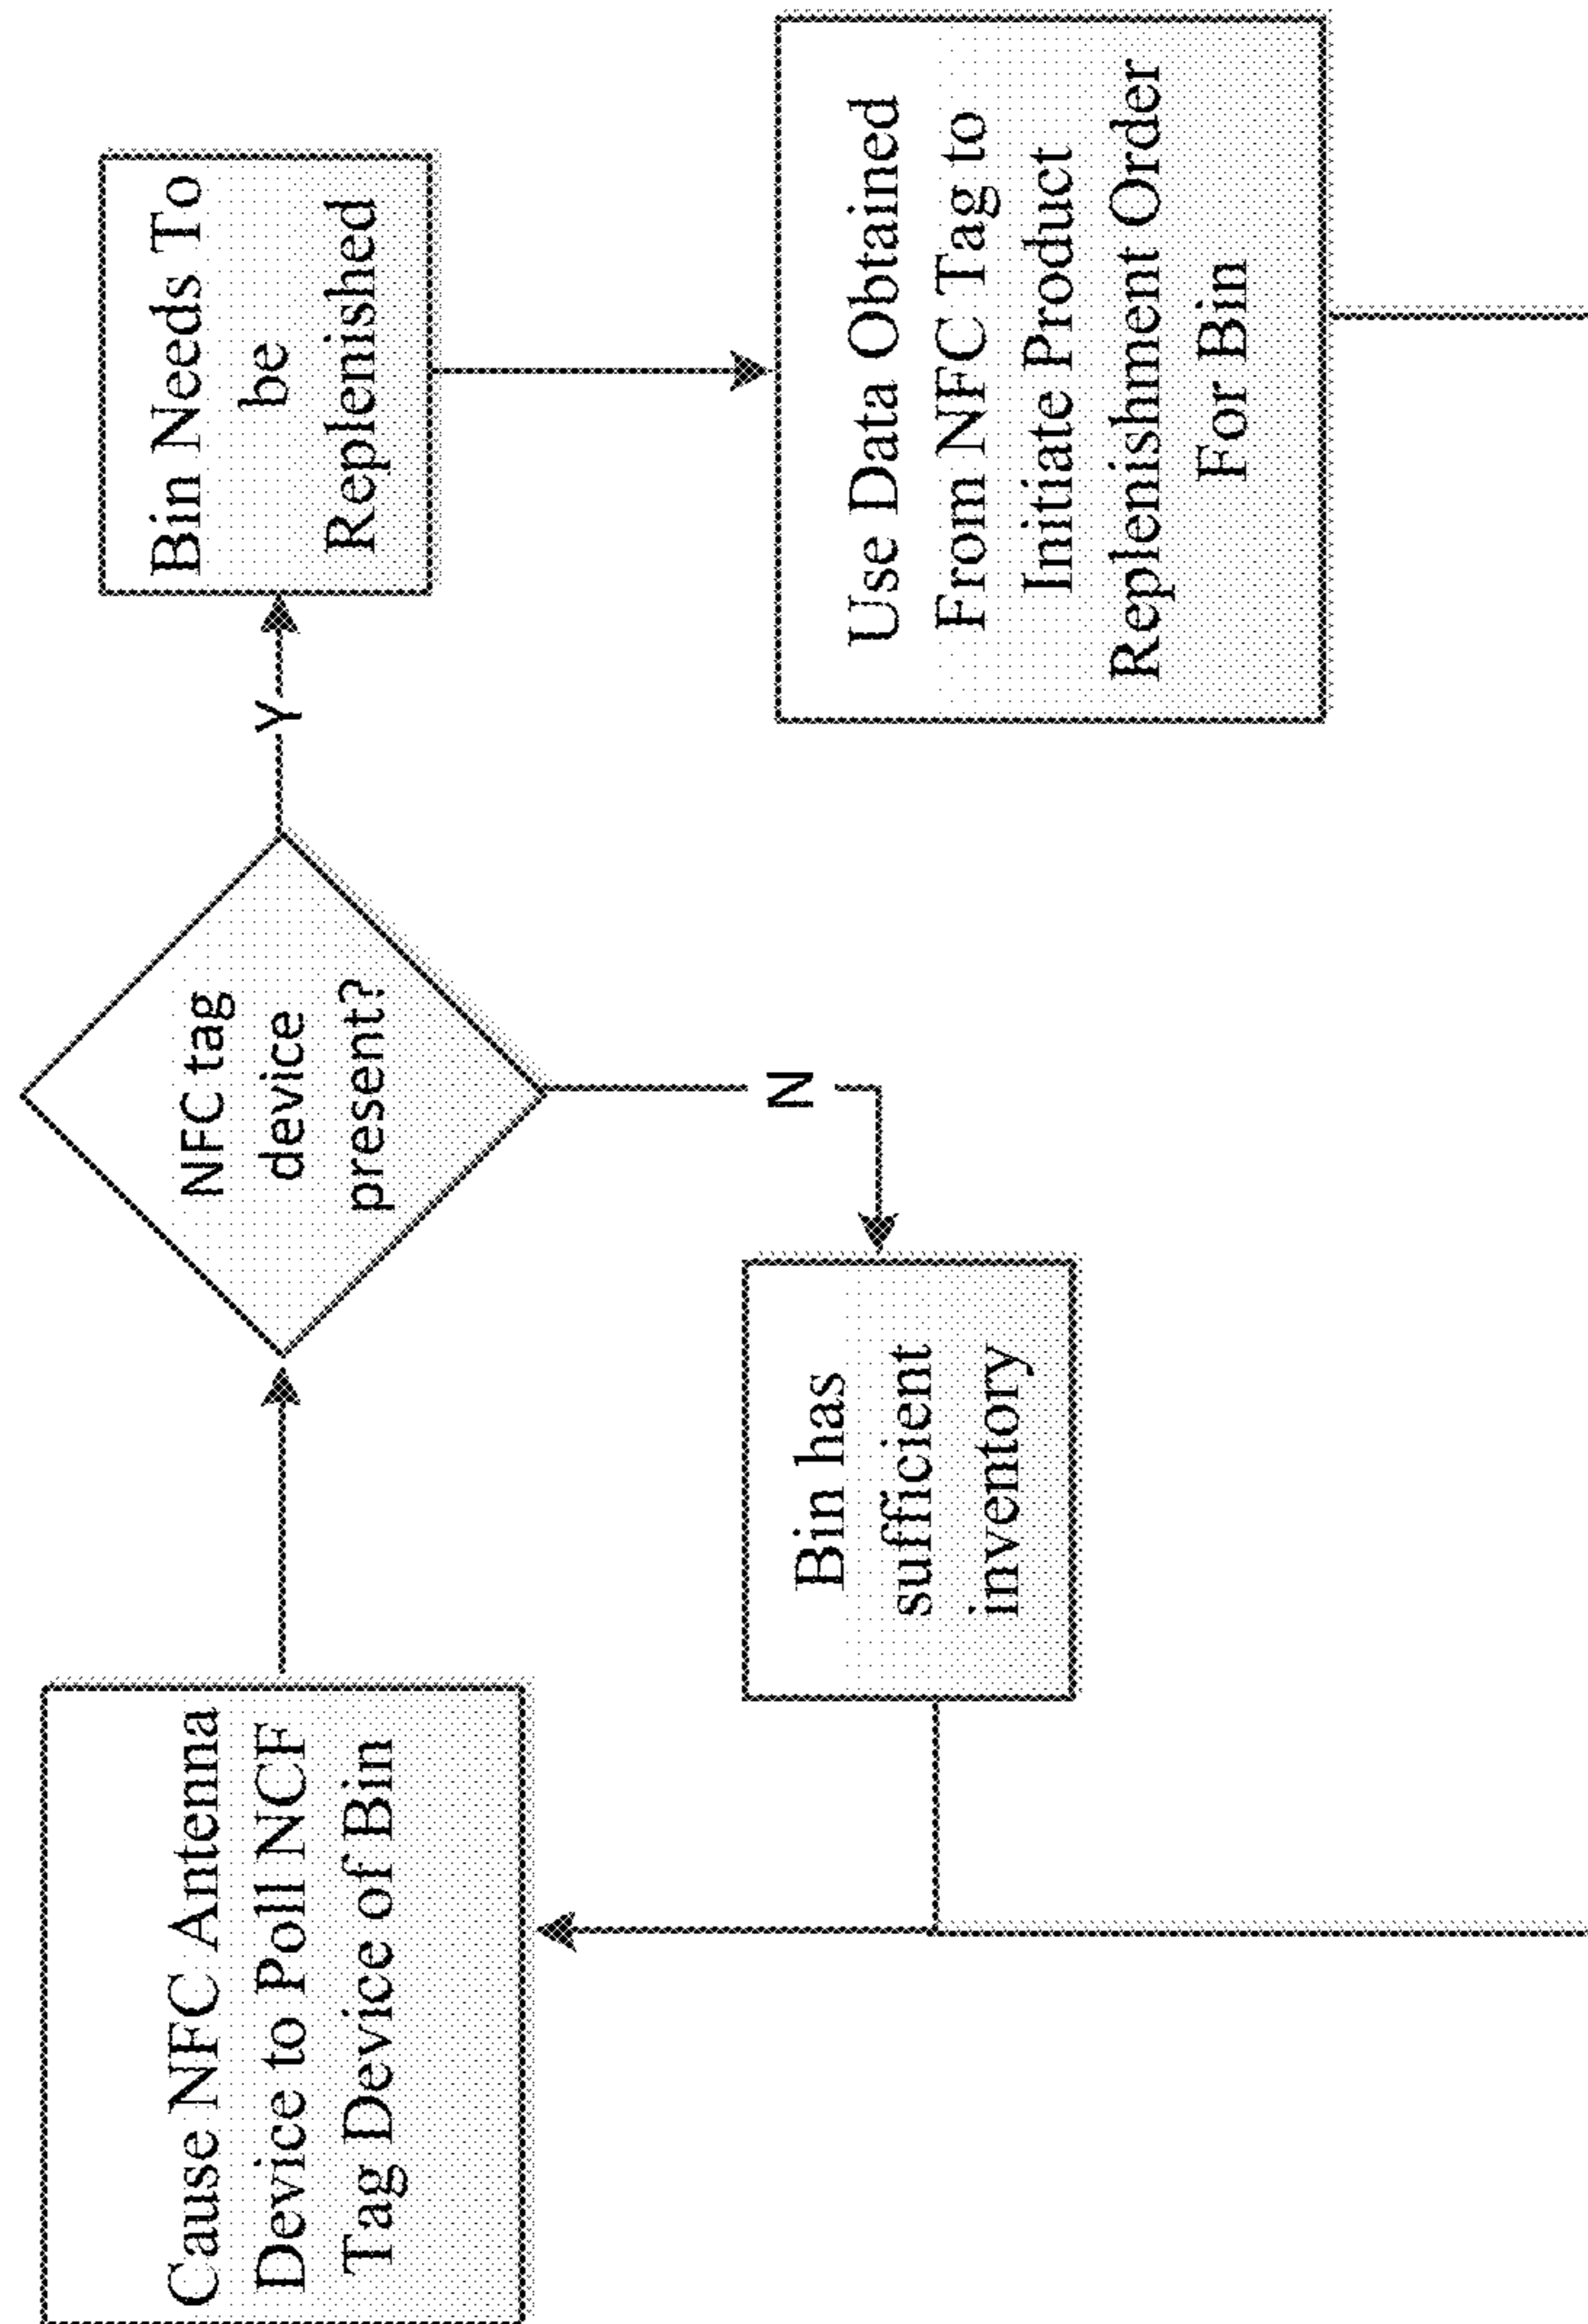 Cause NFC Antenna
Device to Poll NCF
Tag Device of Bin
NFC tag
device
present?
Y
Bin Needs To
be
Replenished
N
Bin has
sufficient
inventory
Use Data Obtained
From NFC Tag to
Initiate Product
Replenishment Order
For Bin